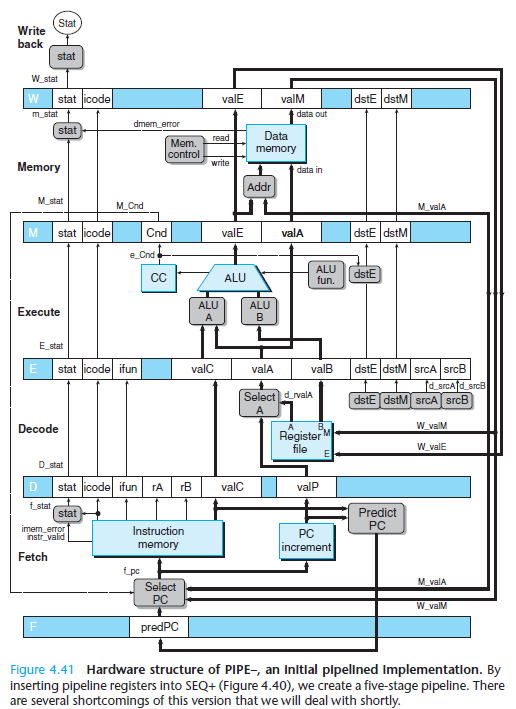 Write
back
Stat
stat
W_stat
W stat icode valE valM dstE dstM
m_stat
data out
stat
dmem_error
Mem.
control
read
write
Data
memory
Memory
data in
Addr
M_stat
M_Cnd
M_valA
M stat icode Cnd valE valA dstE dstM
e_Cnd
CC
ALU
ALU
fun.
dstE
Execute
ALU
A
ALU
B
E_stat
E stat icode ifun valC valA valB dstE dstM srcA srcB
d_srcA d_srcB
Select
A
d_rvalA
dstE dstM srcA srcB
Decode
A B
M
Register
file
E
W_valM
W_valE
D_stat
D stat icode ifun rA rB valC valP
f_stat
stat
imem_error
instr_valid
Instruction
memory
PC
increment
Predict
PC
Fetch
f_pc
Select
PC
M_valA
W_valM
F predPC
Figure 4.41 Hardware structure of PIPE–, an initial pipelined implementation. By
inserting pipeline registers into SEQ+ (Figure 4.40), we create a five-stage pipeline. There
are several shortcomings of this version that we will deal with shortly.